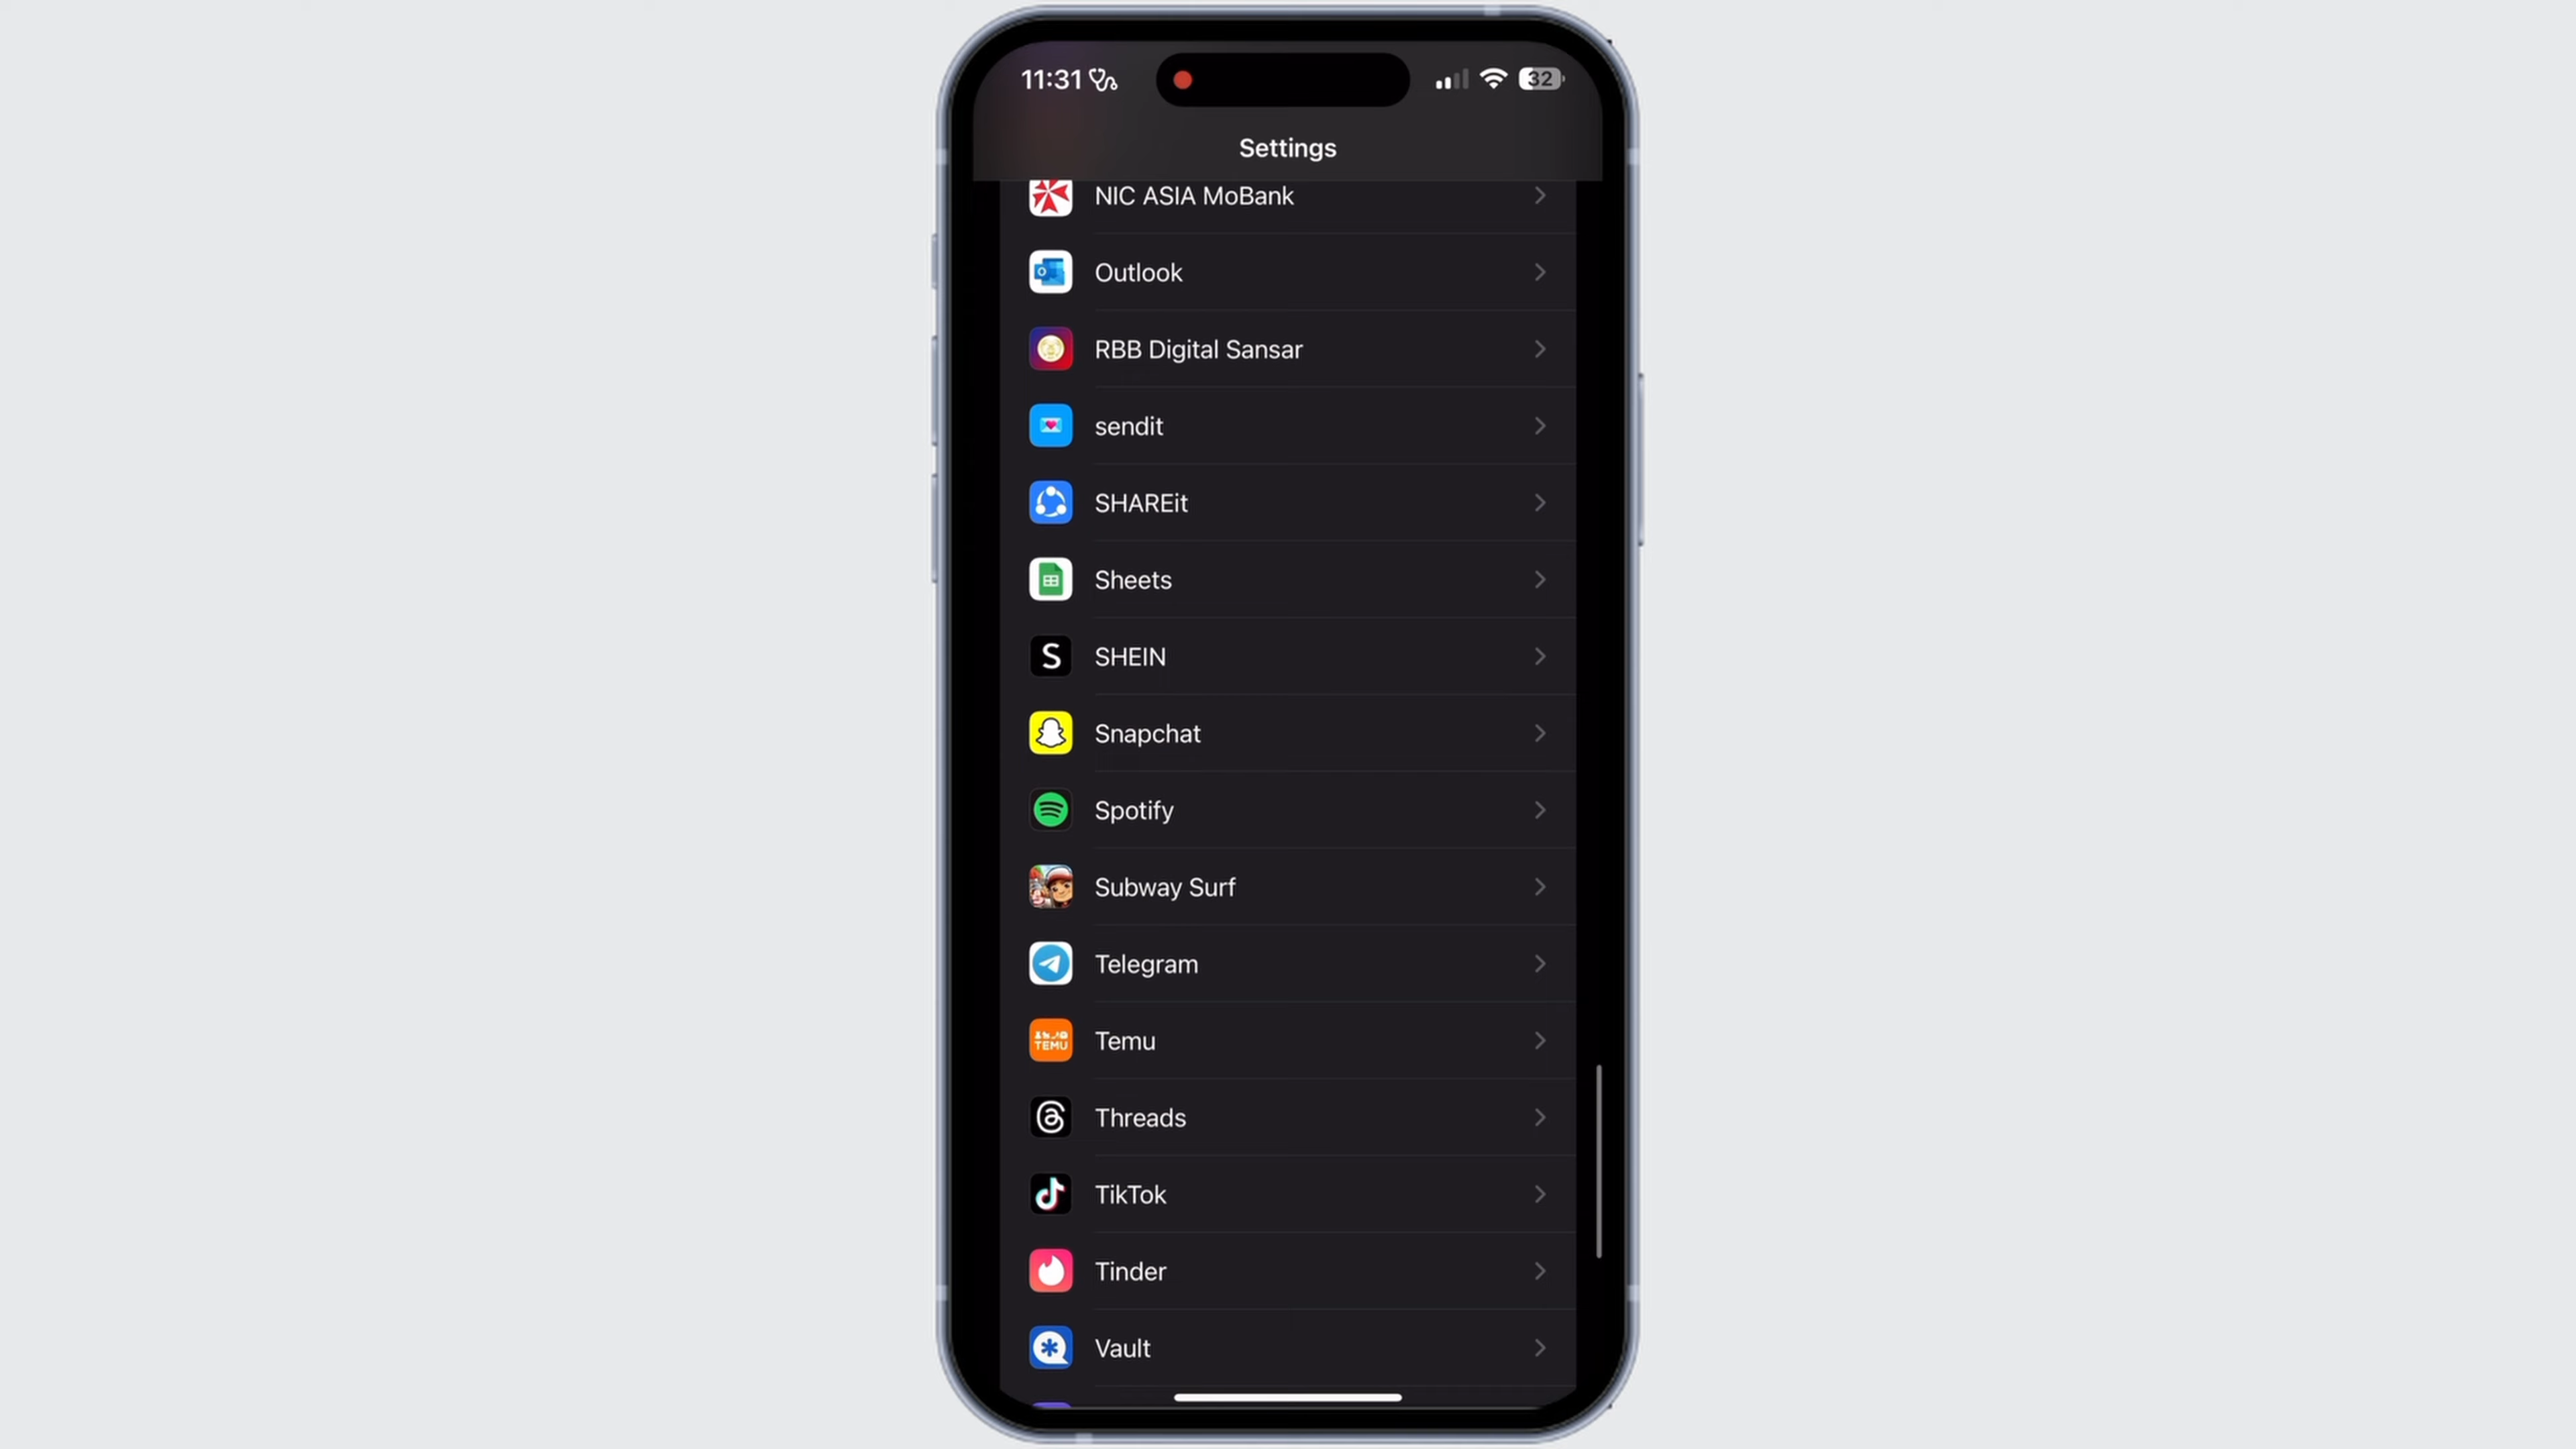 11:31
32
Settings
NIC ASIA MoBank
Outlook
RBB Digital Sansar
sendit
SHAREit
Sheets
S SHEIN
Snapchat
Spotify
Subway Surf
Telegram
TEMU Temu
Threads
TikTok
Tinder
Vault